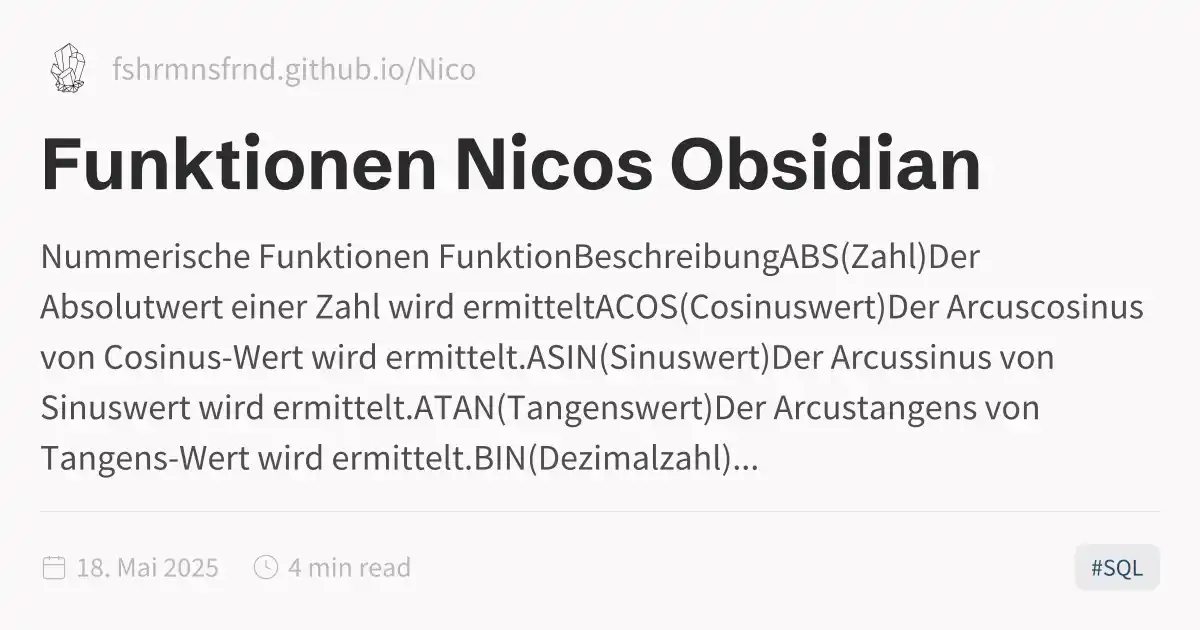 fshrmnsfrnd.github.io/Nico
Funktionen Nicos Obsidian
Nummerische Funktionen FunktionBeschreibungABS(Zahl)Der
Absolutwert einer Zahl wird ermitteltACOS(Cosinuswert)Der Arcuscosinus
von Cosinus-Wert wird ermittelt.ASIN(Sinuswert)Der Arcussinus von
Sinuswert wird ermittelt.ATAN(Tangenswert)Der Arcustangens von
Tangens-Wert wird ermittelt.BIN(Dezimalzahl)...
18. Mai 2025 4 min read #SQL